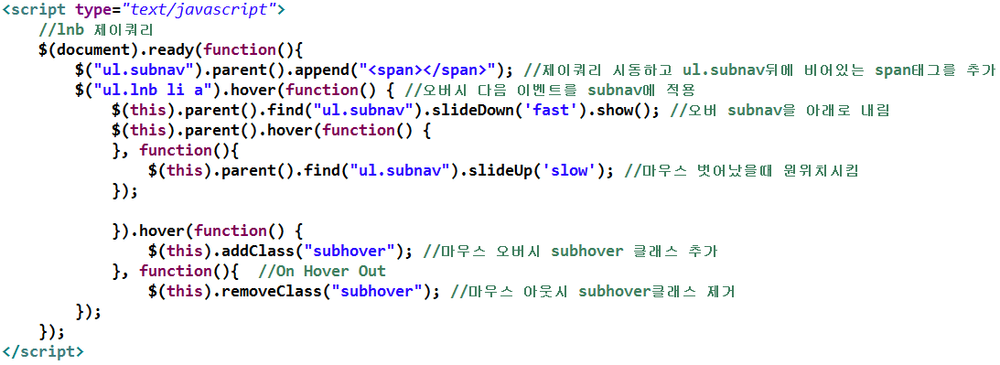 <script type="text/javascript">
    //lnb 제이쿼리
    $(document).ready(function(){
        $("ul.subnav").parent().append("<span></span>"); //제이쿼리 시동하고 ul.subnav뒤에 비어있는 span태그를 추가
        $("ul.lnb li a").hover(function() { //오버시 다음 이벤트를 subnav에 적용
            $(this).parent().find("ul.subnav").slideDown('fast').show(); //오버 subnav을 아래로 내림
            $(this).parent().hover(function() {
            }, function(){
                $(this).parent().find("ul.subnav").slideUp('slow'); //마우스 벗어났을때 원위치시킴
            });

            }).hover(function() {
                $(this).addClass("subhover"); //마우스 오버시 subhover 클래스 추가
            }, function(){  //On Hover Out
                $(this).removeClass("subhover"); //마우스 아웃시 subhover클래스 제거
        });
    });
</script>